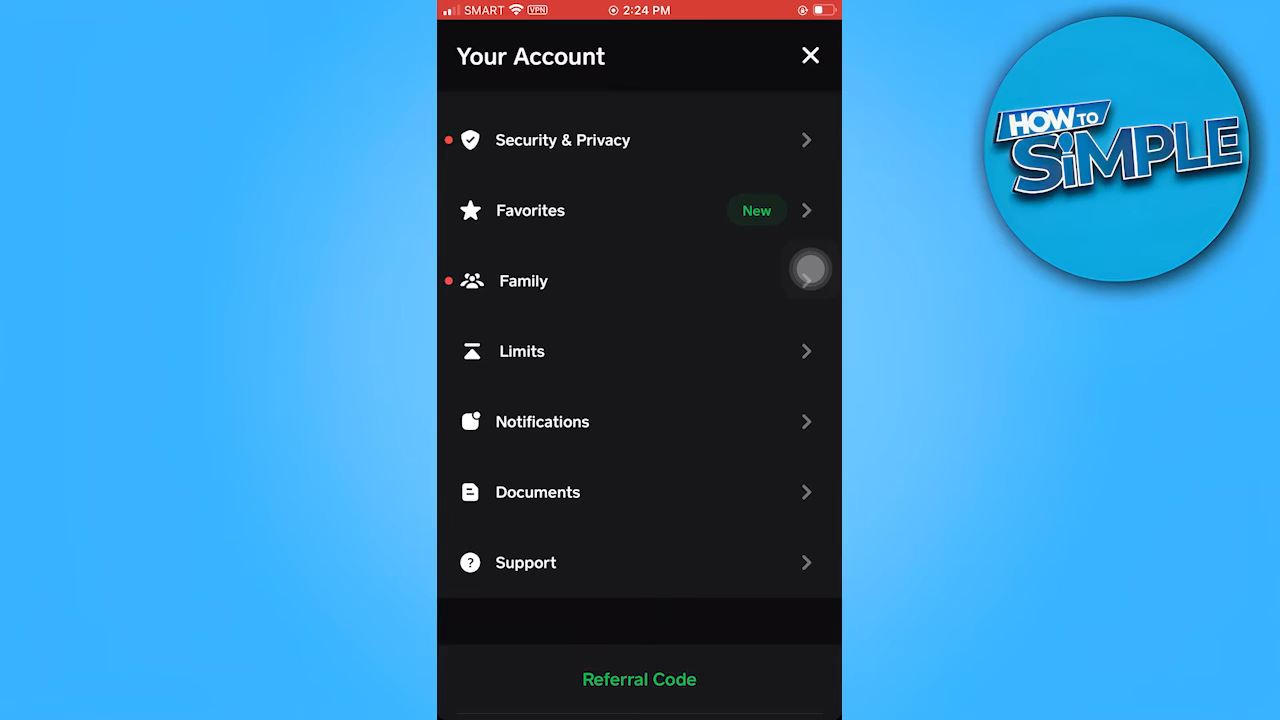 SMART VPN 2:24 PM
Your Account
Security & Privacy
Favorites New
Family
Limits
Notifications
Documents
Support
Referral Code
HOW TO
SiMPLE